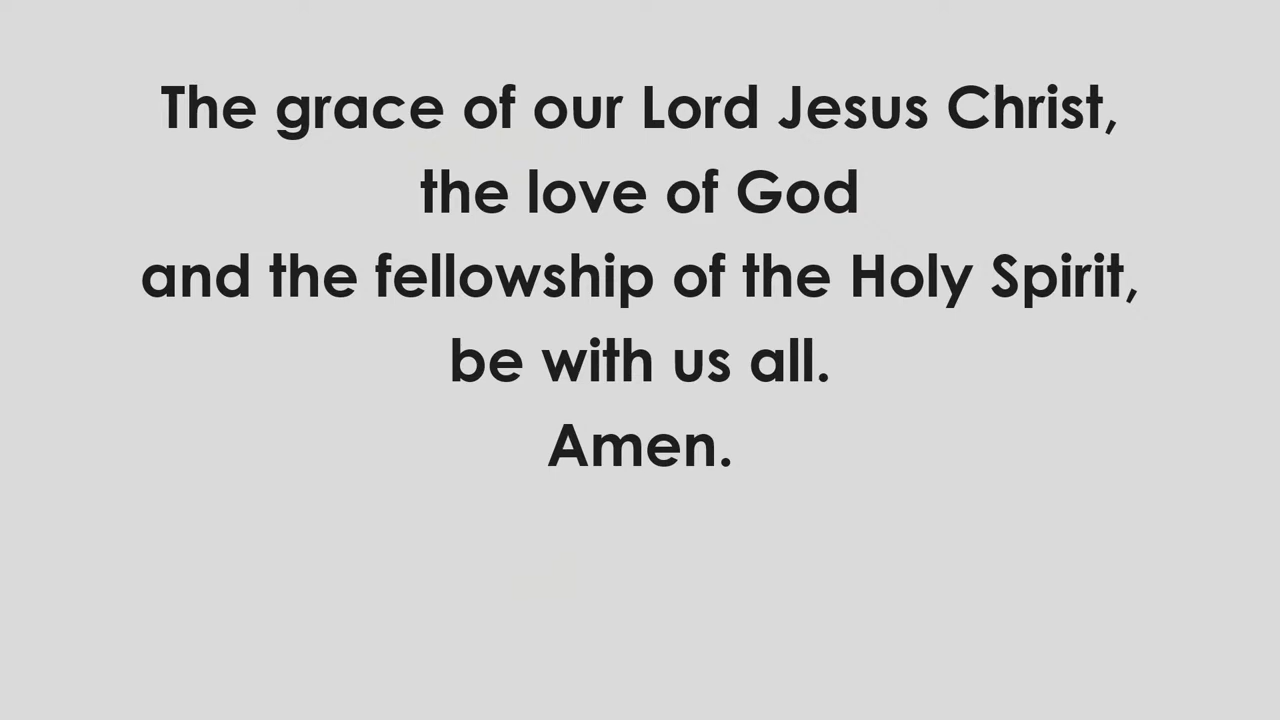 The grace of our Lord Jesus Christ,
the love of God
and the fellowship of the Holy Spirit,
be with us all.
Amen.